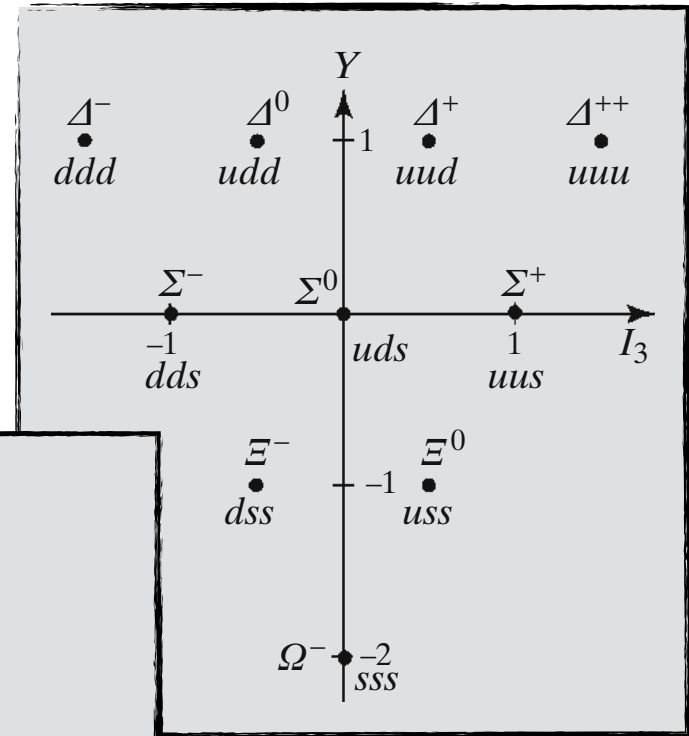 Y
Δ⁻ Δ⁰ Δ⁺ Δ⁺⁺
1
ddd udd uud uuu
Σ⁻ Σ⁰ Σ⁺
–1 1 I₃
dds uds uus
Ξ⁻ Ξ⁰
–1
dss uss
Ω⁻ –2
sss